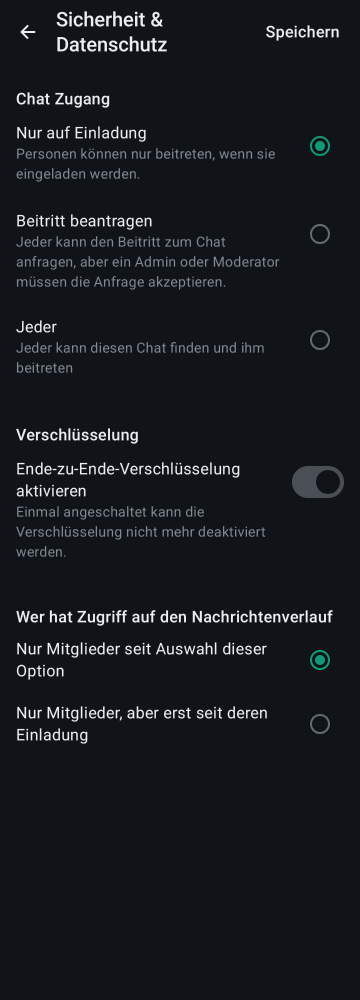 Sicherheit &
Datenschutz
Speichern
Chat Zugang
Nur auf Einladung
Personen können nur beitreten, wenn sie
eingeladen werden.
Beitritt beantragen
Jeder kann den Beitritt zum Chat
anfragen, aber ein Admin oder Moderator
müssen die Anfrage akzeptieren.
Jeder
Jeder kann diesen Chat finden und ihm
beitreten
Verschlüsselung
Ende-zu-Ende-Verschlüsselung
aktivieren
Einmal angeschaltet kann die
Verschlüsselung nicht mehr deaktiviert
werden.
Wer hat Zugriff auf den Nachrichtenverlauf
Nur Mitglieder seit Auswahl dieser
Option
Nur Mitglieder, aber erst seit deren
Einladung